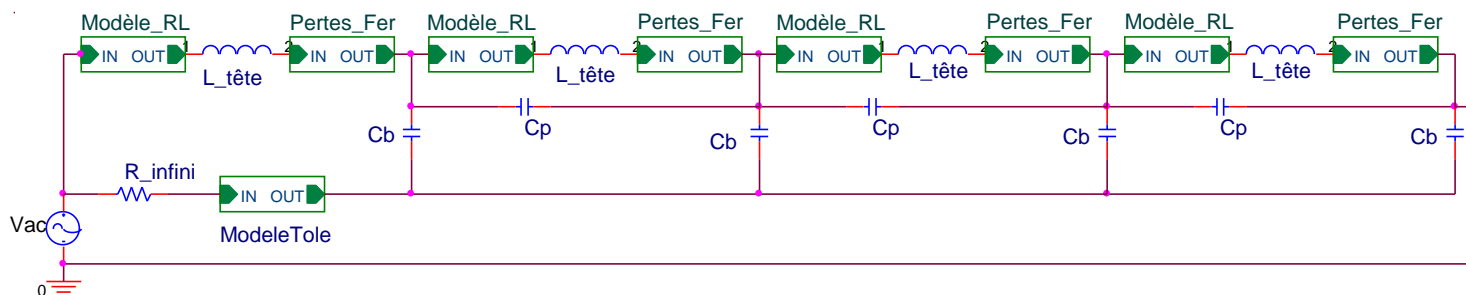 Modèle_RL Pertes_Fer Modèle_RL Pertes_Fer Modèle_RL Pertes_Fer Modèle_RL Pertes_Fer
IN OUT 1 2 IN OUT IN OUT 1 2 IN OUT IN OUT 1 2 IN OUT IN OUT 1 2 IN OUT
L_tête L_tête L_tête L_tête
Cp Cp Cp
Cb Cb Cb Cb
R_infini
IN OUT
Vac
ModeleTole
0